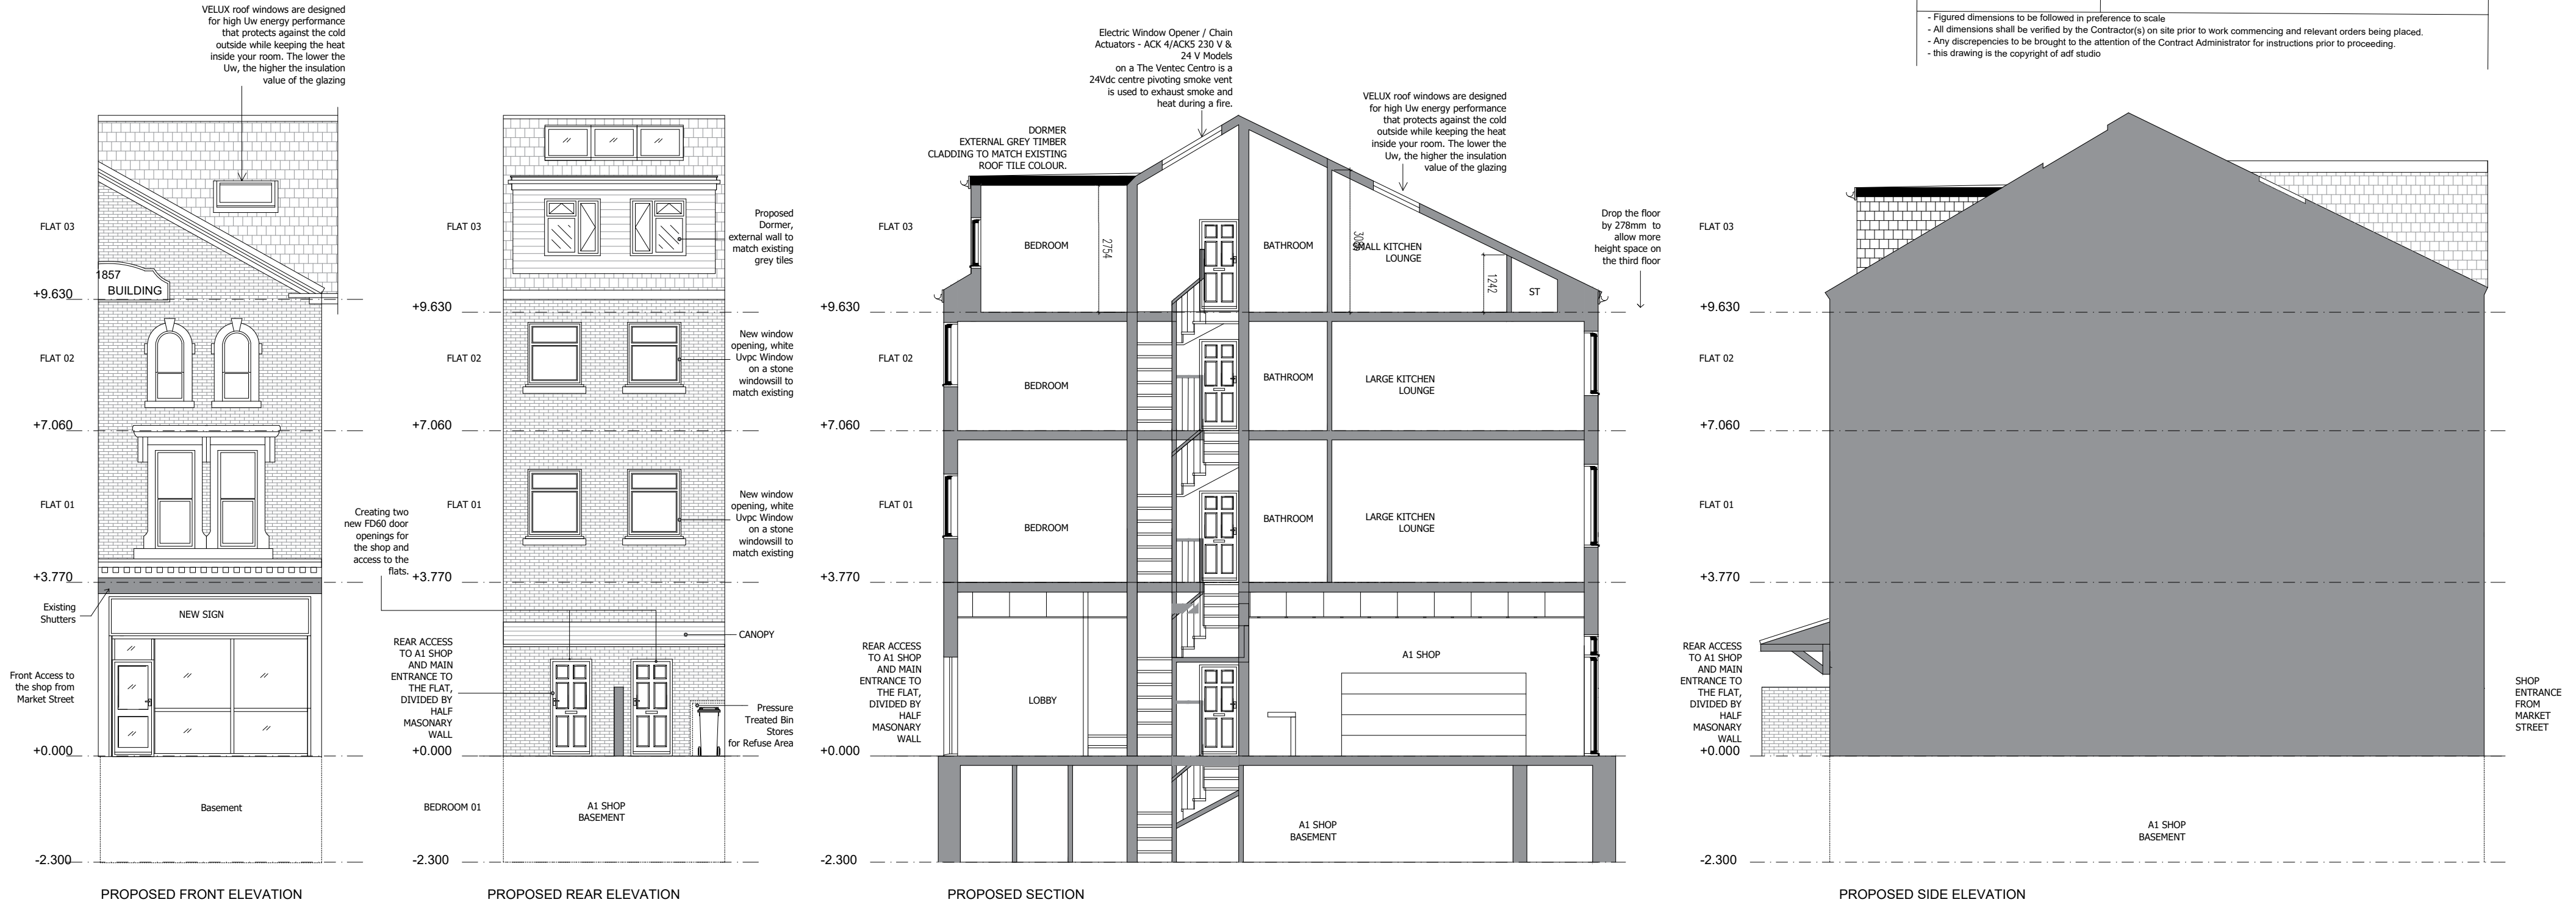 VELUX roof windows are designed
for high Uw energy performance
that protects against the cold
outside while keeping the heat
inside your room. The lower the
Uw, the higher the insulation
value of the glazing
FLAT 03
1857
BUILDING
+9.630
FLAT 02
+7.060
FLAT 01
+3.770
Existing
Shutters
NEW SIGN
Front Access to
the shop from
Market Street
+0.000
Basement
-2.300
PROPOSED FRONT ELEVATION
FLAT 03
Proposed
Dormer,
external wall to
match existing
grey tiles
+9.630
FLAT 02
New window
opening, white
Uvpc Window
on a stone
windowsill to
match existing
+7.060
FLAT 01
New window
opening, white
Uvpc Window
on a stone
windowsill to
match existing
Creating two
new FD60 door
openings for
the shop and
access to the
flats.
+3.770
CANOPY
REAR ACCESS
TO A1 SHOP
AND MAIN
ENTRANCE TO
THE FLAT,
DIVIDED BY
HALF
MASONARY
WALL
Pressure
Treated Bin
Stores
for Refuse Area
+0.000
BEDROOM 01
A1 SHOP
BASEMENT
-2.300
PROPOSED REAR ELEVATION
Electric Window Opener / Chain
Actuators - ACK 4/ACK5 230 V &
24 V Models
on a The Ventec Centro is a
24Vdc centre pivoting smoke vent
is used to exhaust smoke and
heat during a fire.
DORMER
EXTERNAL GREY TIMBER
CLADDING TO MATCH EXISTING
ROOF TILE COLOUR.
VELUX roof windows are designed
for high Uw energy performance
that protects against the cold
outside while keeping the heat
inside your room. The lower the
Uw, the higher the insulation
value of the glazing
Drop the floor
by 278mm to
allow more
height space on
the third floor
FLAT 03
BEDROOM
2754
BATHROOM
SMALL KITCHEN
LOUNGE
1242
ST
+9.630
FLAT 02
BEDROOM
BATHROOM
LARGE KITCHEN
LOUNGE
+7.060
FLAT 01
BEDROOM
BATHROOM
LARGE KITCHEN
LOUNGE
+3.770
REAR ACCESS
TO A1 SHOP
AND MAIN
ENTRANCE TO
THE FLAT,
DIVIDED BY
HALF
MASONARY
WALL
LOBBY
A1 SHOP
+0.000
A1 SHOP
BASEMENT
-2.300
PROPOSED SECTION
- Figured dimensions to be followed in preference to scale
- All dimensions shall be verified by the Contractor(s) on site prior to work commencing and relevant orders being placed.
- Any discrepencies to be brought to the attention of the Contract Administrator for instructions prior to proceeding.
- this drawing is the copyright of adf studio
FLAT 03
+9.630
FLAT 02
+7.060
FLAT 01
+3.770
REAR ACCESS
TO A1 SHOP
AND MAIN
ENTRANCE TO
THE FLAT,
DIVIDED BY
HALF
MASONARY
WALL
+0.000
SHOP
ENTRANCE
FROM
MARKET
STREET
A1 SHOP
BASEMENT
-2.300
PROPOSED SIDE ELEVATION